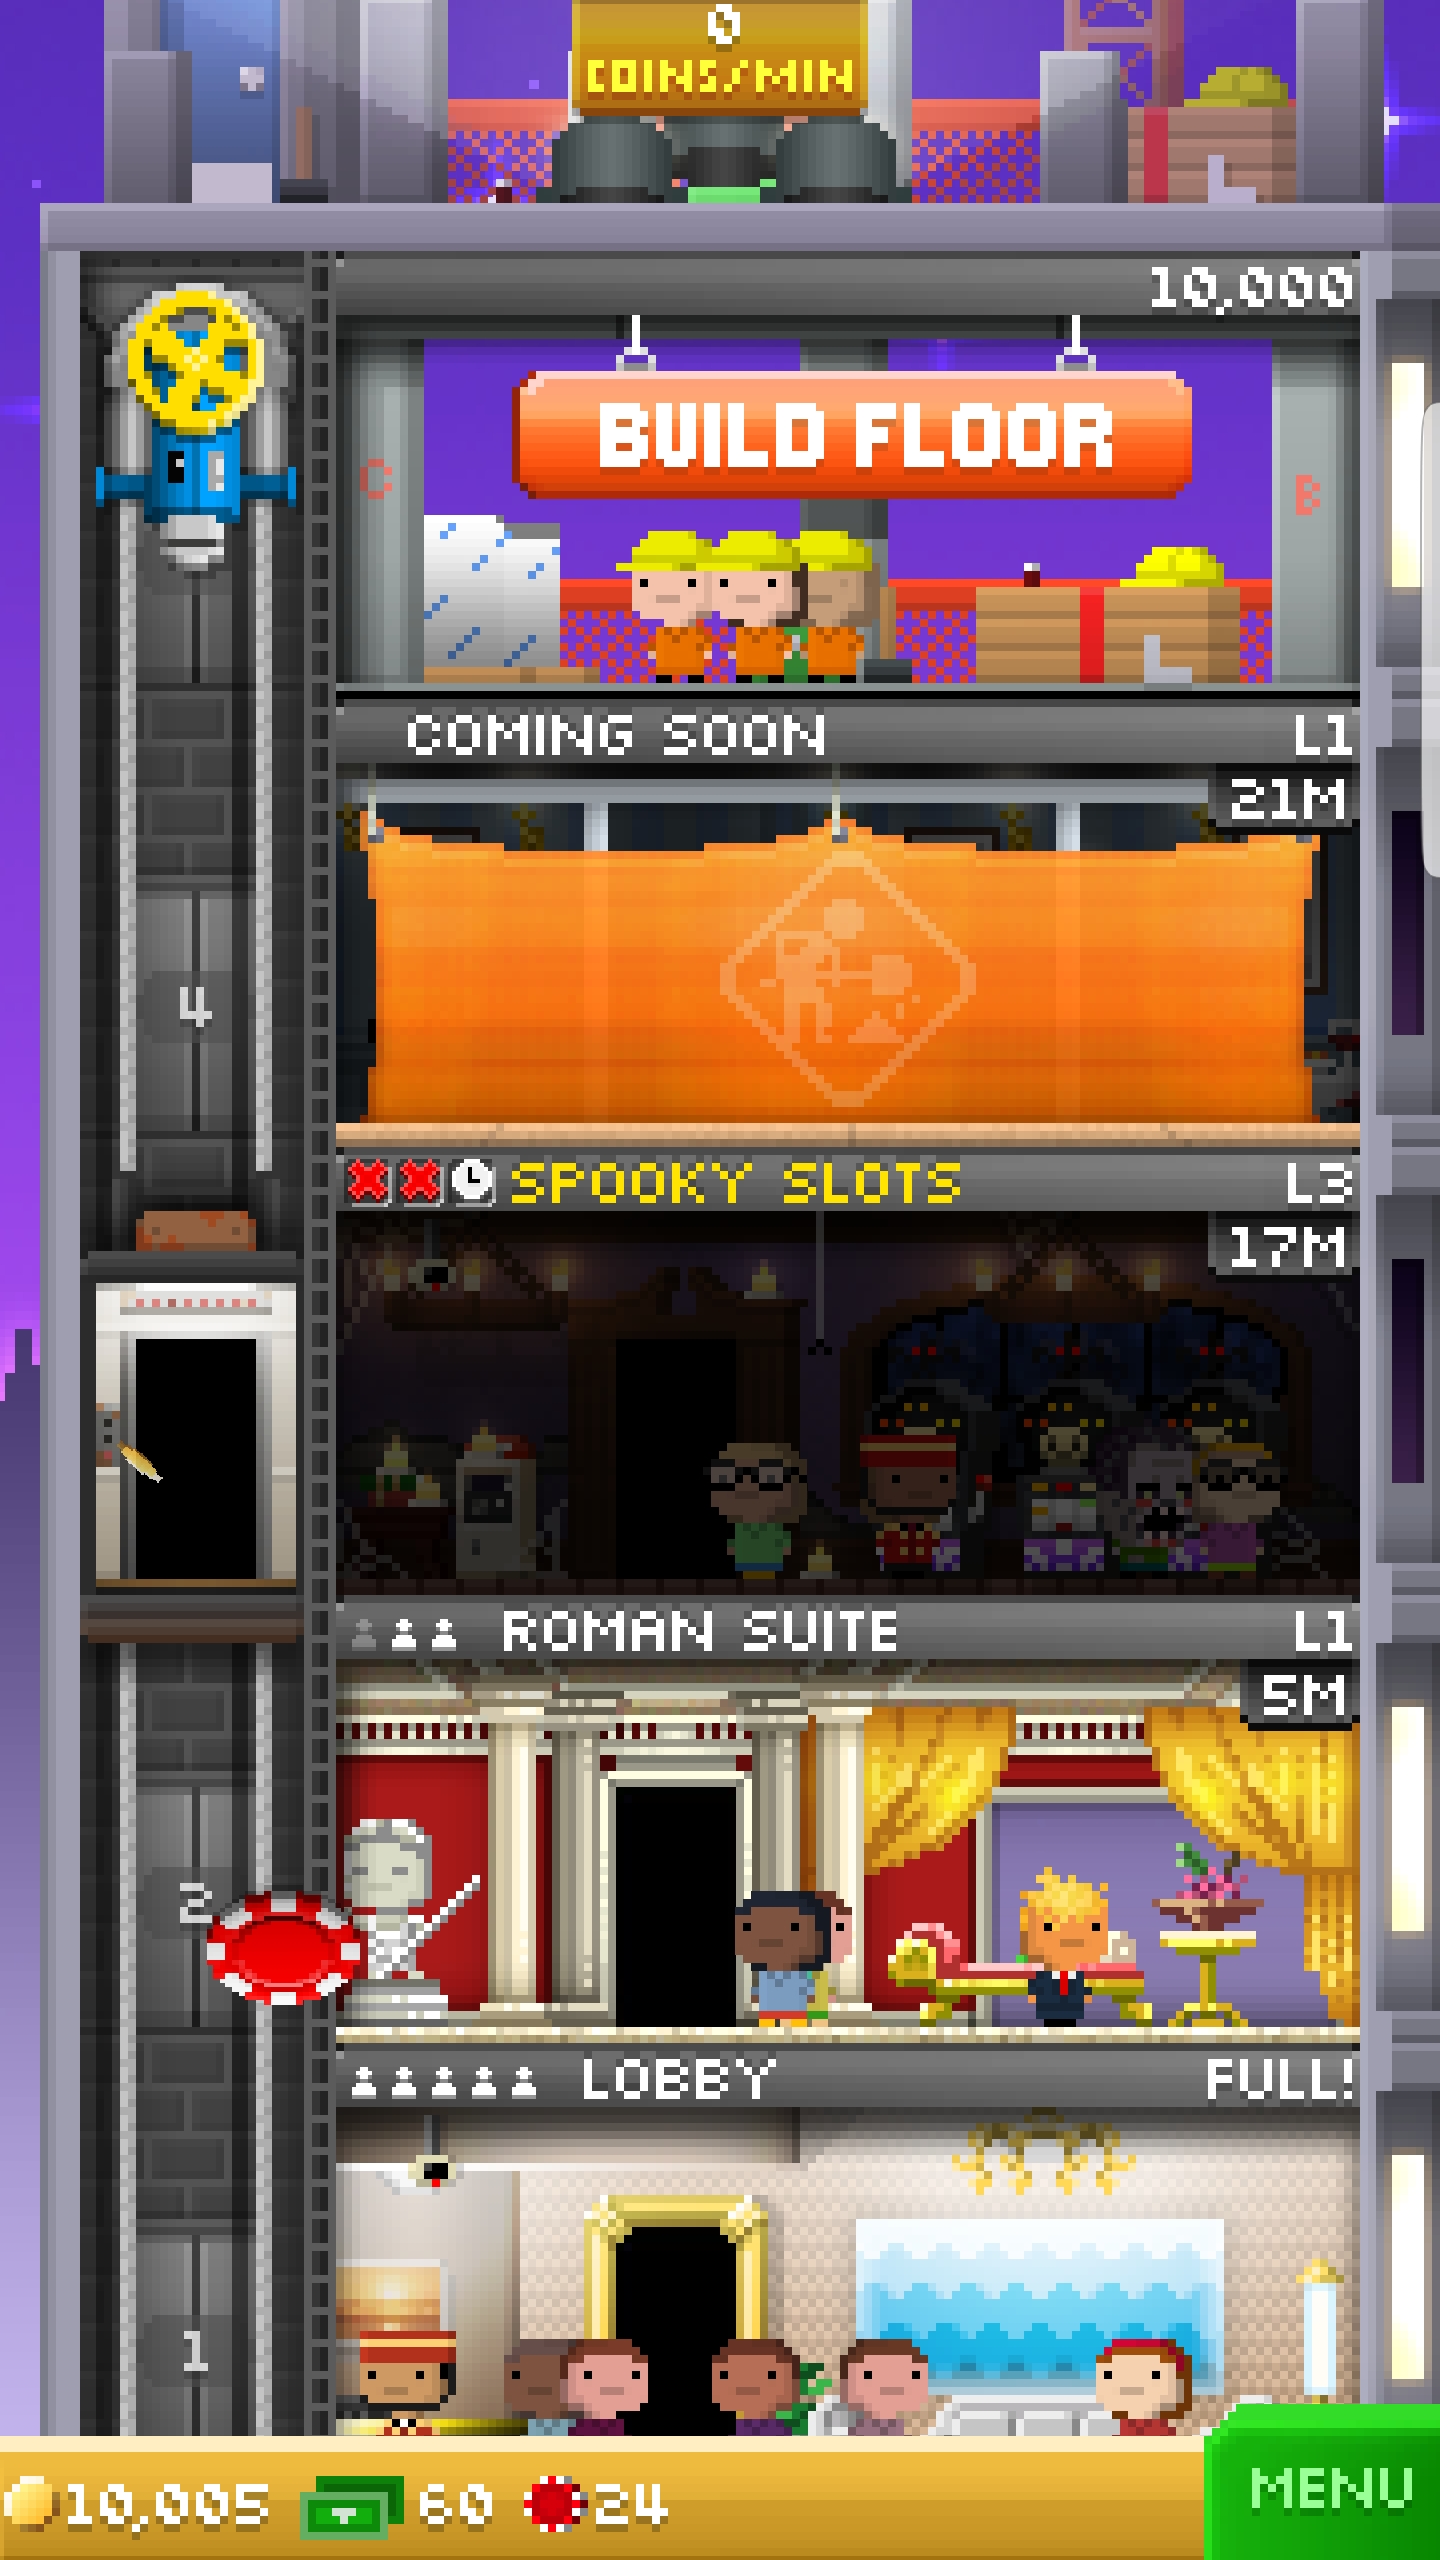 0
COINS/MIN
10,000
BUILD FLOOR
C
B
COMING SOON L1
21M
4
SPOOKY SLOTS L3
17M
ROMAN SUITE L1
5M
2
LOBBY FULL!
1
10,005 60 24
MENU